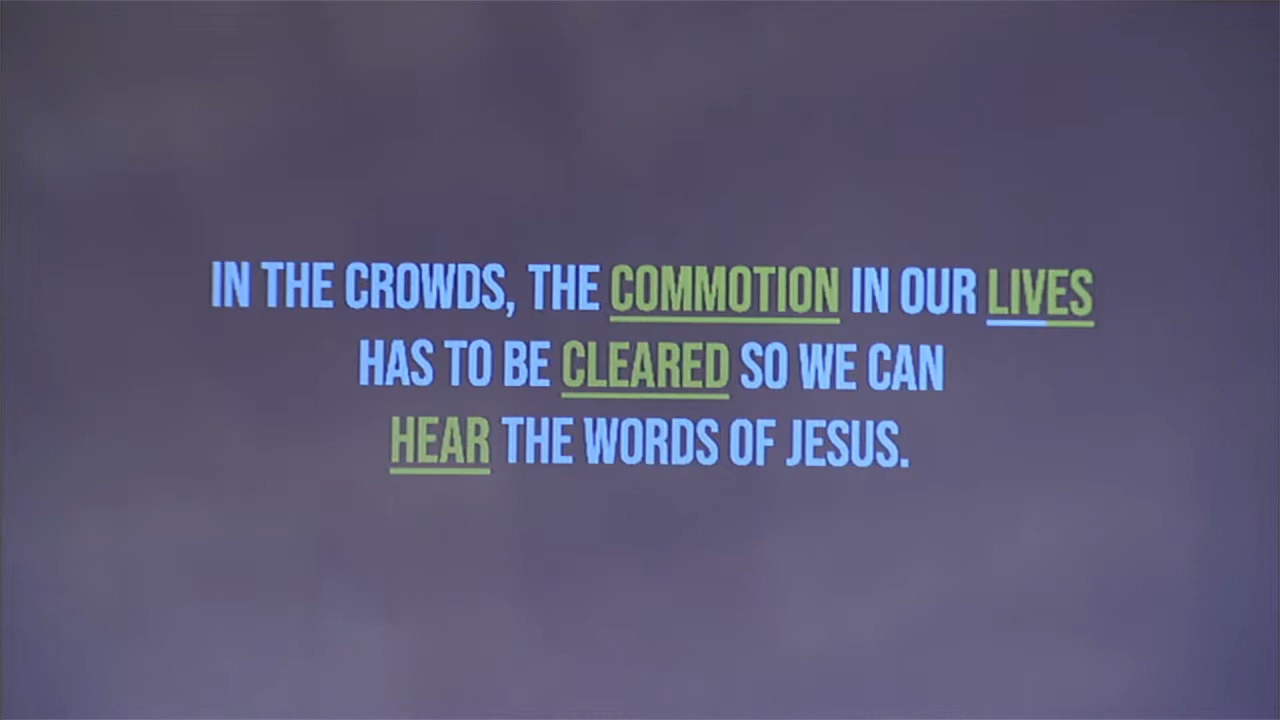 IN THE CROWDS, THE COMMOTION IN OUR LIVES
HAS TO BE CLEARED SO WE CAN
HEAR THE WORDS OF JESUS.